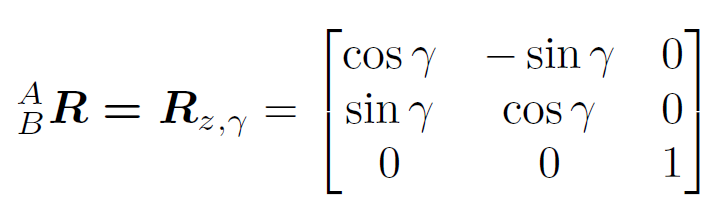 cos γ − sin γ 0
ᴬ_B R = R_{z,γ} = sin γ cos γ 0
0 0 1